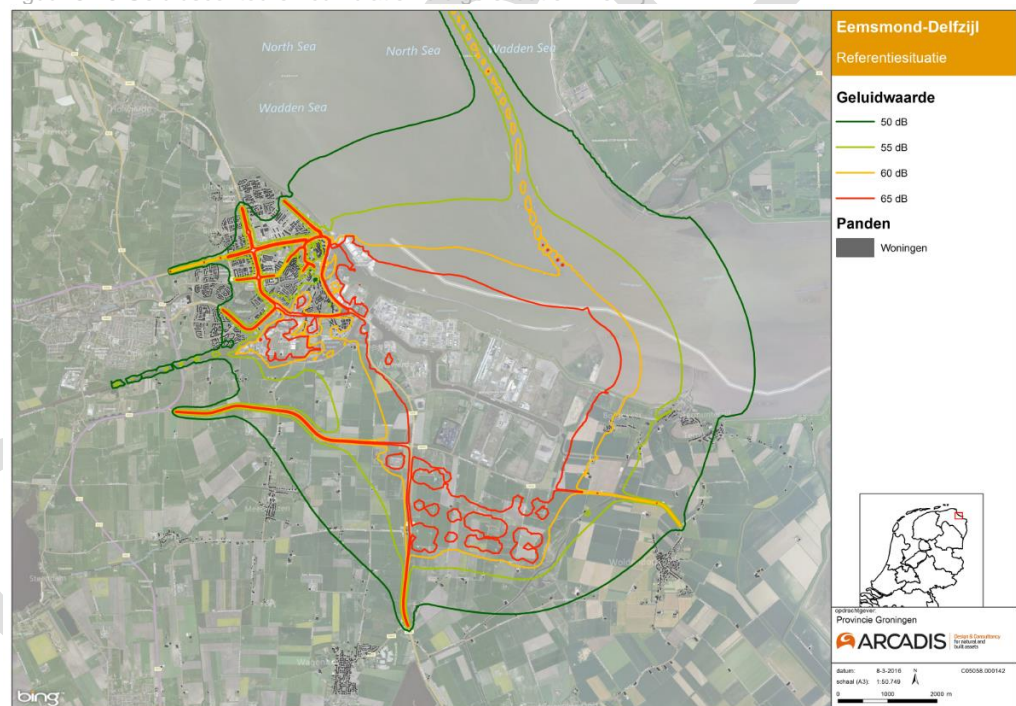 North Sea
North Sea
Wadden Sea
Wadden Sea
Eemsmond-Delfzijl
Referentiesituatie
Geluidwaarde
50 dB
55 dB
60 dB
65 dB
Panden
Woningen
opdrachtgever:
Provincie Groningen
ARCADIS
Design & Consultancy
for natural and
built assets
datum: 8-3-2016
N
C05058.000142
schaal (A3): 1:50.749
0 1000 2000 m
bing